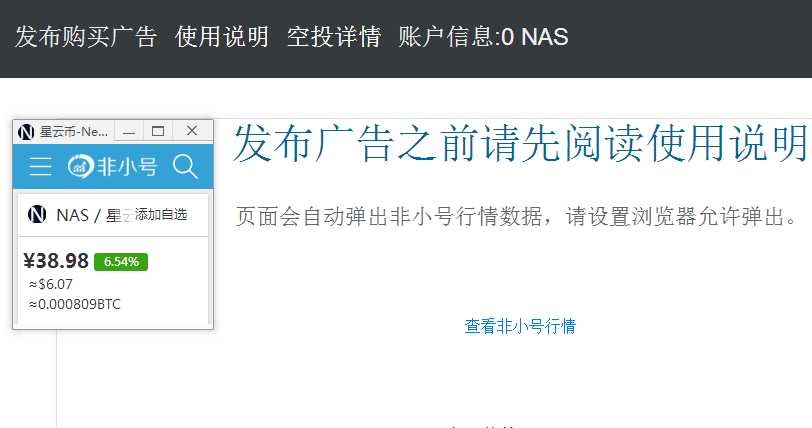 发布购买广告 使用说明 空投详情 账户信息:0 NAS
星云币-Ne...
发布广告之前请先阅读使用说明
非小号
NAS / 星云 添加自选
页面会自动弹出非小号行情数据，请设置浏览器允许弹出。
¥38.98 6.54%
≈$6.07
≈0.000809BTC
查看非小号行情